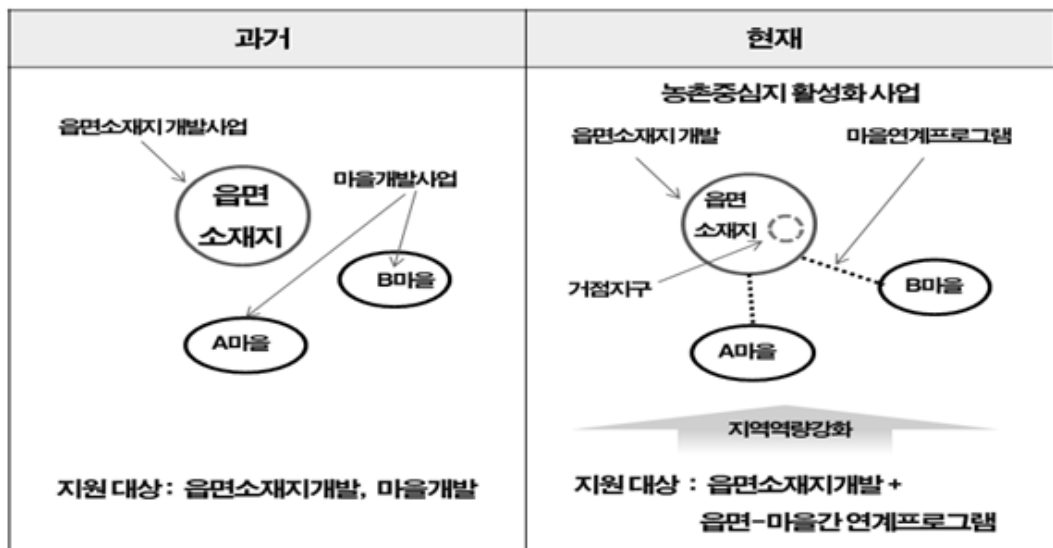 과거
현재
읍면소재지 개발사업
마을개발사업
읍면
소재지
B마을
A마을
지원 대상 : 읍면소재지개발, 마을개발
농촌중심지 활성화 사업
읍면소재지 개발
마을연계프로그램
읍면
소재지
거점지구
B마을
A마을
지역역량강화
지원 대상 : 읍면소재지개발 +
읍면-마을간 연계프로그램